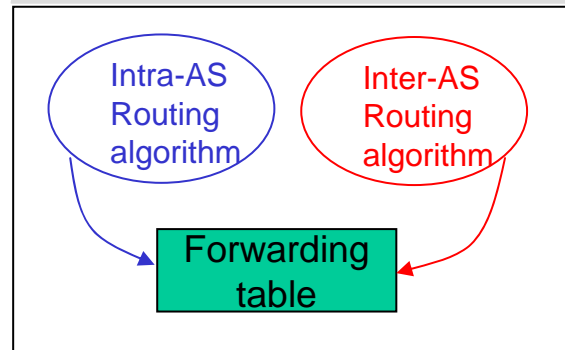 Intra-AS
Routing
algorithm
Inter-AS
Routing
algorithm
Forwarding
table